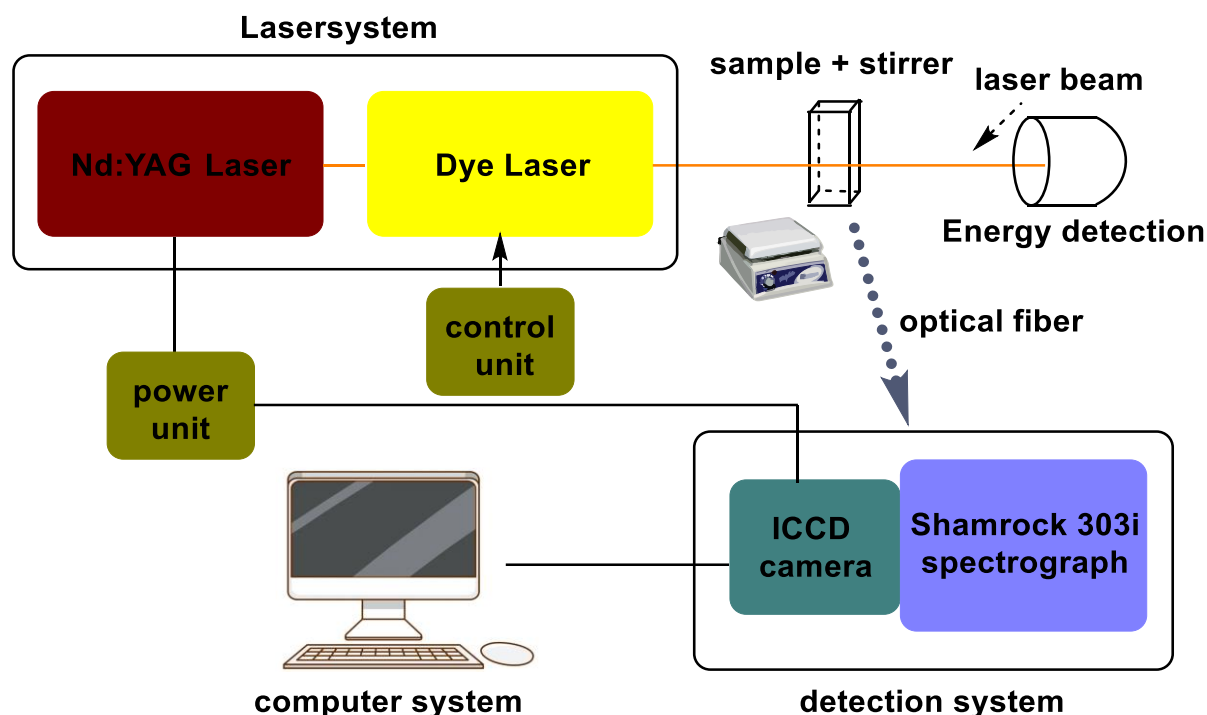 Lasersystem
sample + stirrer
laser beam
Nd:YAG Laser
Dye Laser
Energy detection
control
unit
optical fiber
power
unit
ICCD
camera
Shamrock 303i
spectrograph
computer system
detection system